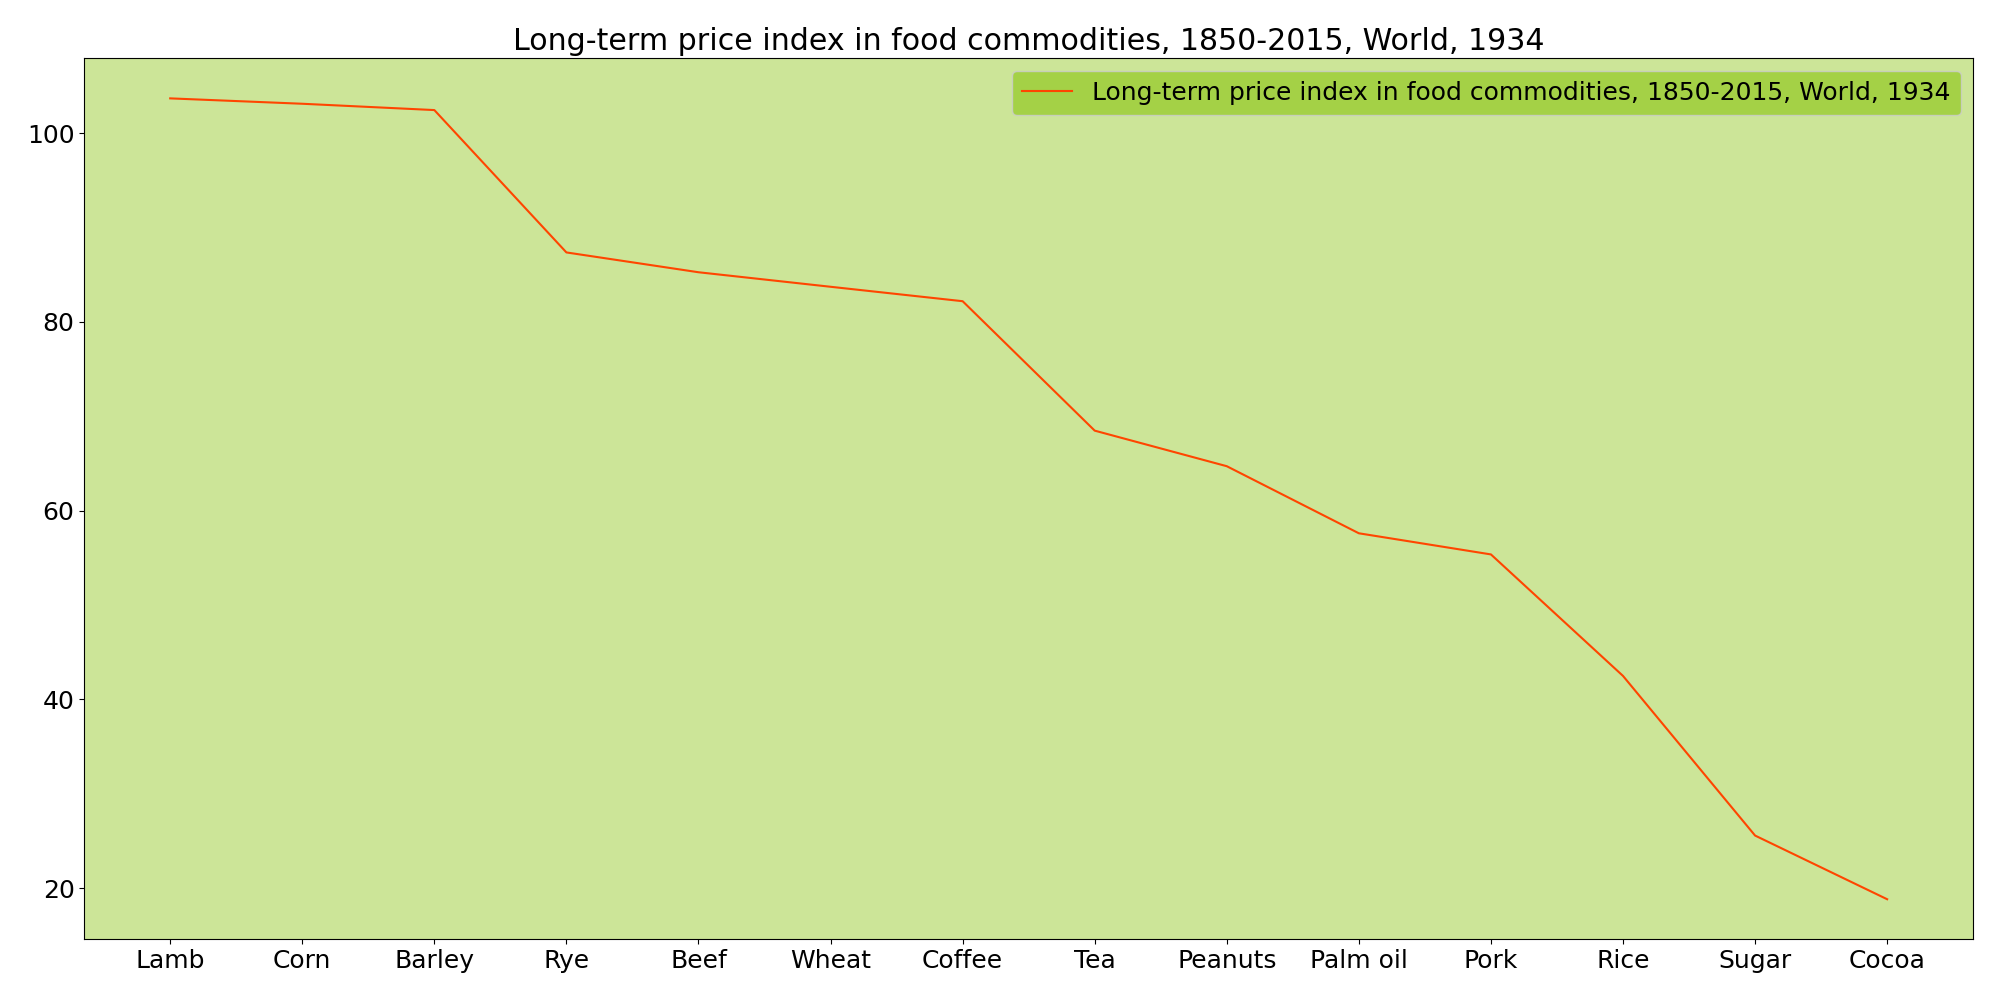 Long-term price index in food commodities, 1850-2015, World, 1934
Long-term price index in food commodities, 1850-2015, World, 1934
100
80
60
40
20
Lamb Corn Barley Rye Beef Wheat Coffee Tea Peanuts Palm oil Pork Rice Sugar Cocoa